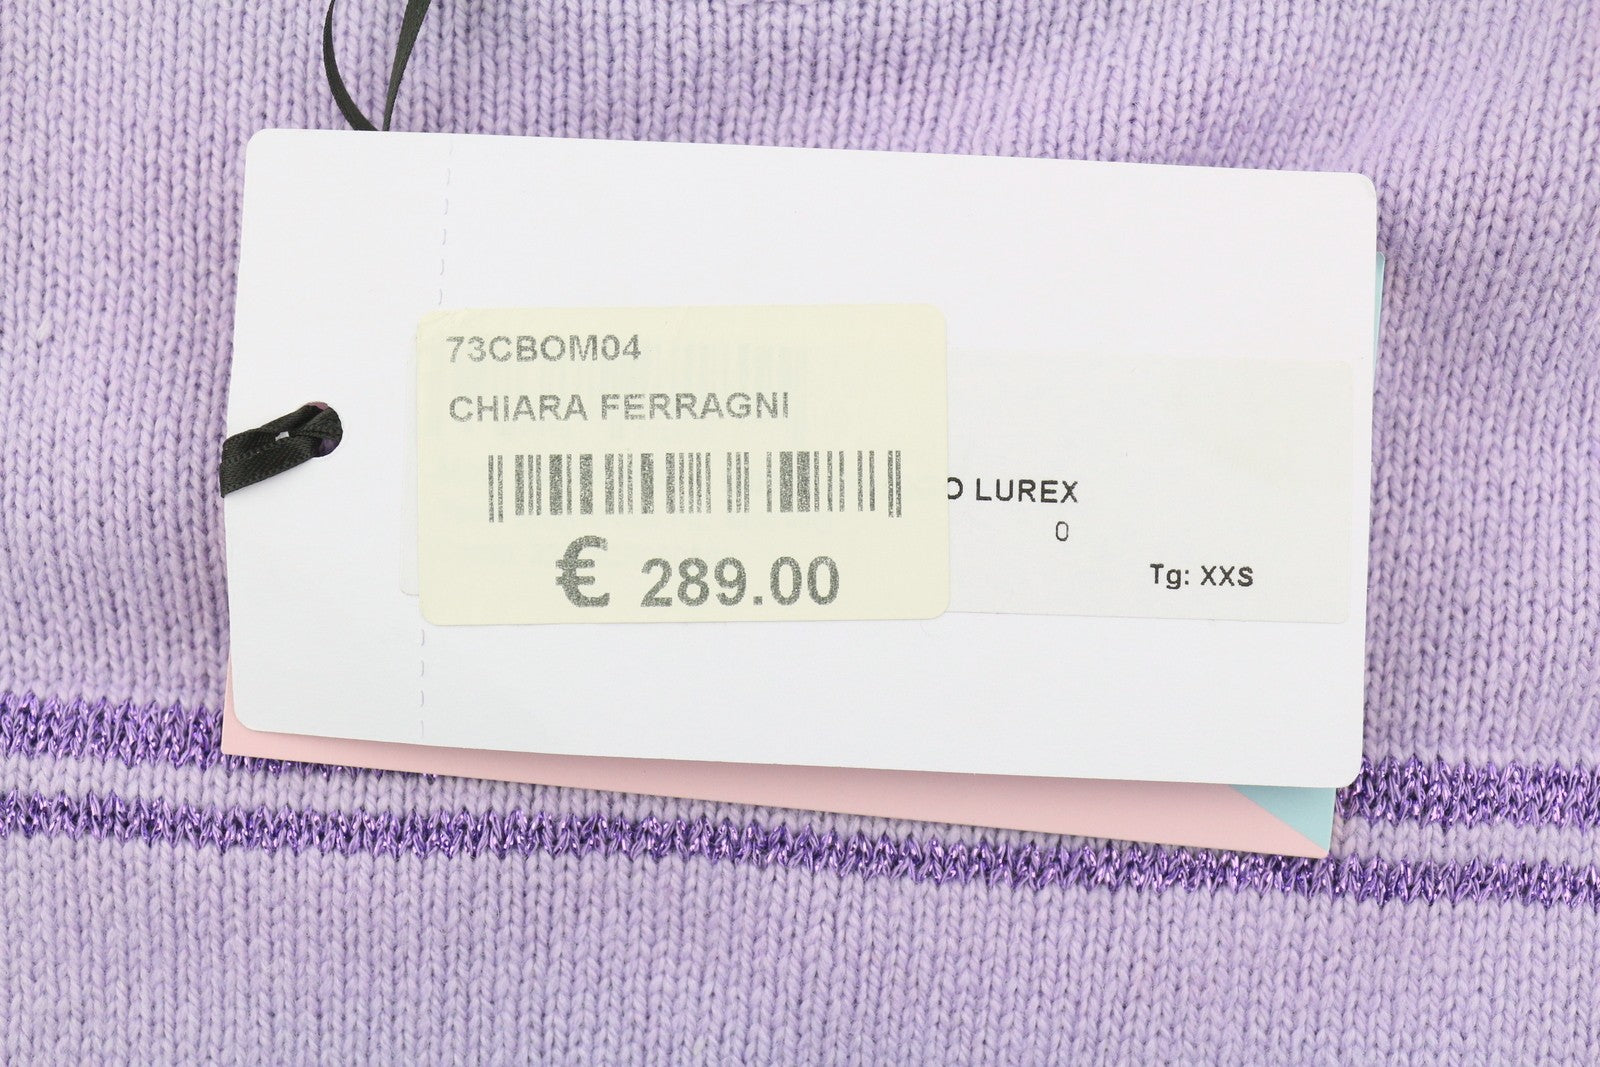 73CBOM04
CHIARA FERRAGNI
€ 289.00
LUREX
0
Tg: XXS